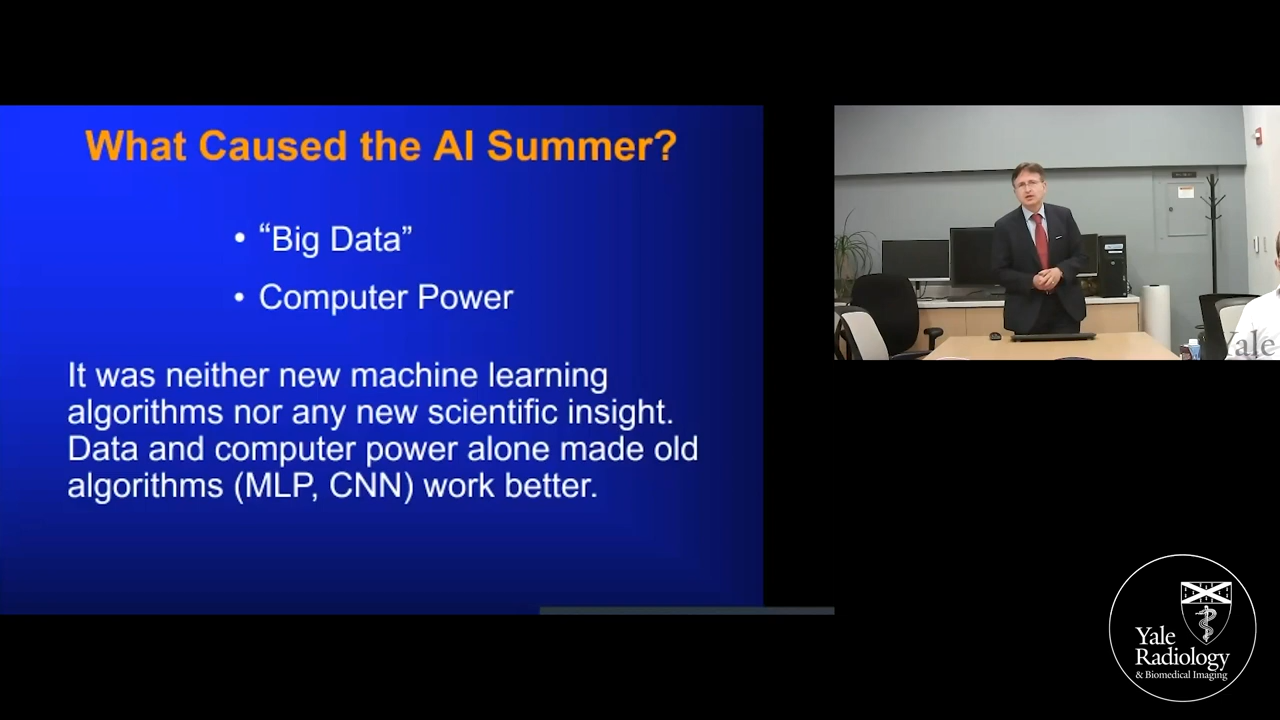 What Caused the AI Summer?
• “Big Data”
• Computer Power
It was neither new machine learning
algorithms nor any new scientific insight.
Data and computer power alone made old
algorithms (MLP, CNN) work better.
Yale
Yale
Radiology
& Biomedical Imaging